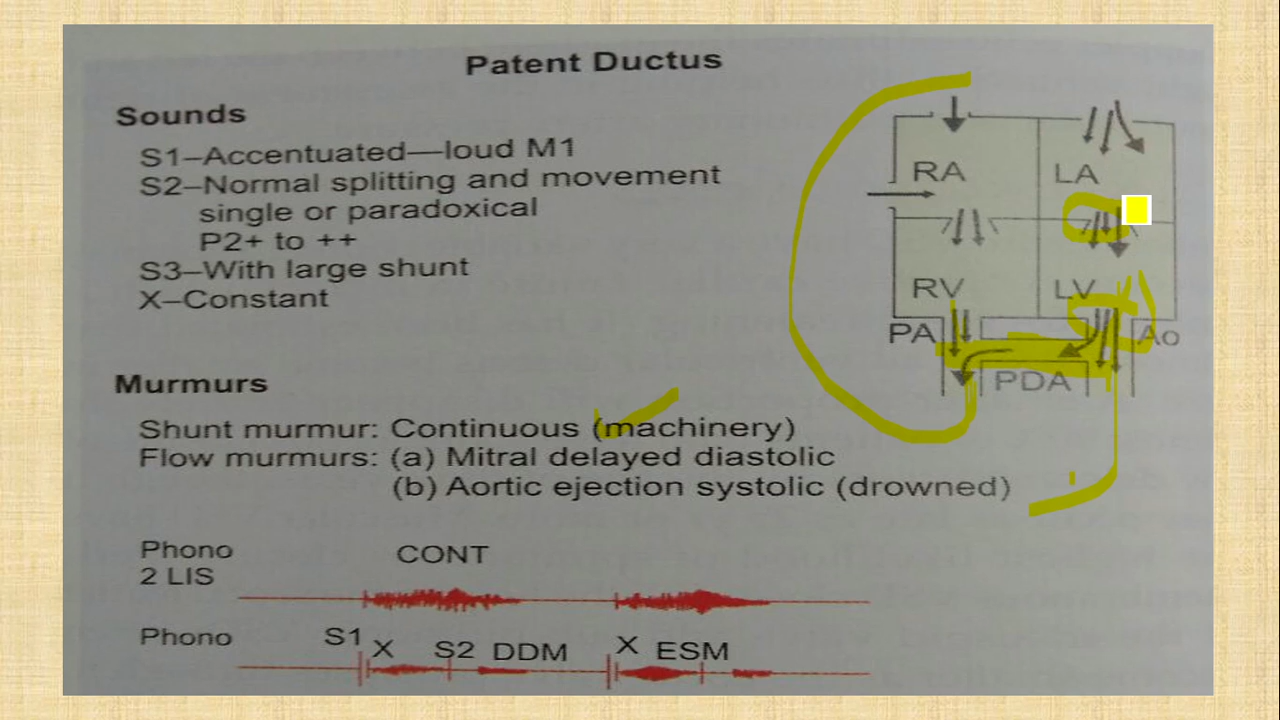 Patent Ductus
Sounds
S1–Accentuated—loud M1
S2–Normal splitting and movement
single or paradoxical
P2+ to ++
S3–With large shunt
X–Constant
RA
LA
RV
LV
PA
Ao
PDA
Murmurs
Shunt murmur: Continuous (machinery)
Flow murmurs: (a) Mitral delayed diastolic
(b) Aortic ejection systolic (drowned)
Phono
2 LIS
CONT
Phono
S1 X S2 DDM X ESM